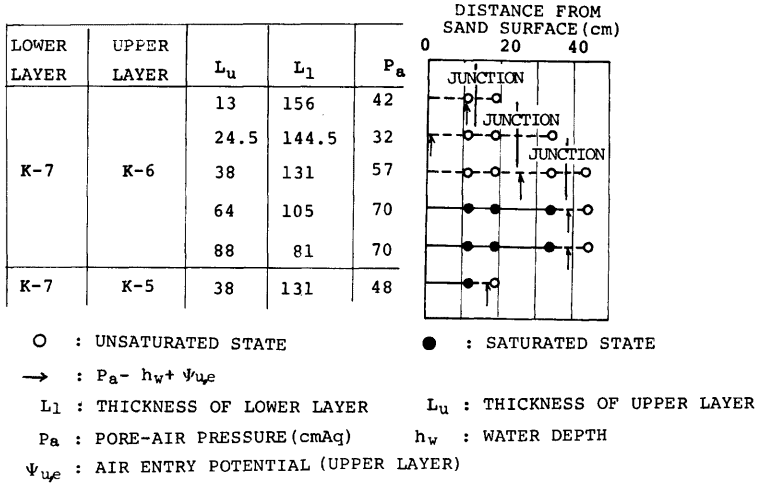 DISTANCE FROM
SAND SURFACE(cm)
0 20 40
LOWER LAYER UPPER LAYER Lu Ll Pa
JUNCTION
13 156 42
JUNCTION
24.5 144.5 32
JUNCTION
K-7 K-6 38 131 57
64 105 70
88 81 70
K-7 K-5 38 131 48
○ : UNSATURATED STATE ● : SATURATED STATE
→ : Pa- hw+ Ψu,e
Ll : THICKNESS OF LOWER LAYER Lu : THICKNESS OF UPPER LAYER
Pa : PORE-AIR PRESSURE(cmAq) hw : WATER DEPTH
Ψu,e : AIR ENTRY POTENTIAL(UPPER LAYER)